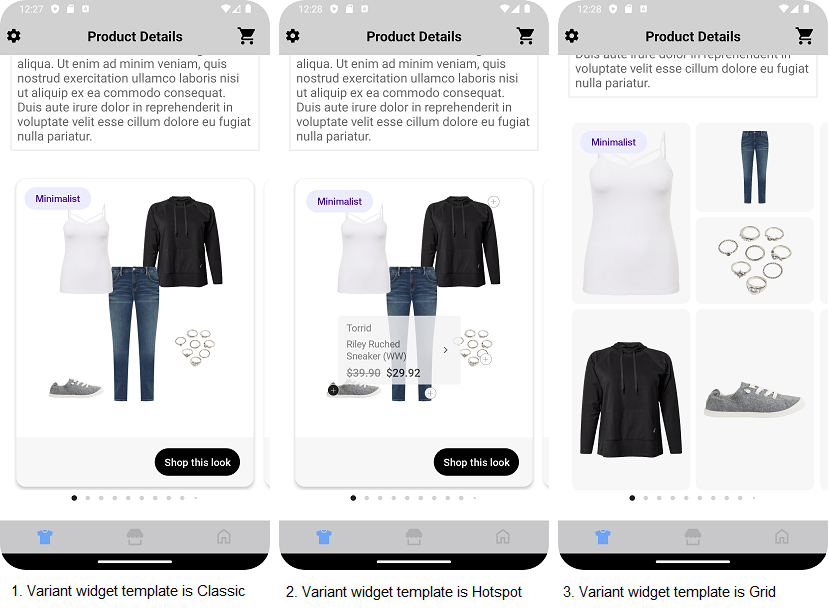 12:27
Product Details
aliqua. Ut enim ad minim veniam, quis
nostrud exercitation ullamco laboris nisi
ut aliquip ex ea commodo consequat.
Duis aute irure dolor in reprehenderit in
voluptate velit esse cillum dolore eu fugiat
nulla pariatur.
Minimalist
Shop this look
1. Variant widget template is Classic
12:28
Product Details
aliqua. Ut enim ad minim veniam, quis
nostrud exercitation ullamco laboris nisi
ut aliquip ex ea commodo consequat.
Duis aute irure dolor in reprehenderit in
voluptate velit esse cillum dolore eu fugiat
nulla pariatur.
Minimalist
Torrid
Riley Ruched
Sneaker (WW)
$39.90 $29.92
Shop this look
2. Variant widget template is Hotspot
12:28
Product Details
Duis aute irure dolor in reprehenderit in
voluptate velit esse cillum dolore eu fugiat
nulla pariatur.
Minimalist
3. Variant widget template is Grid